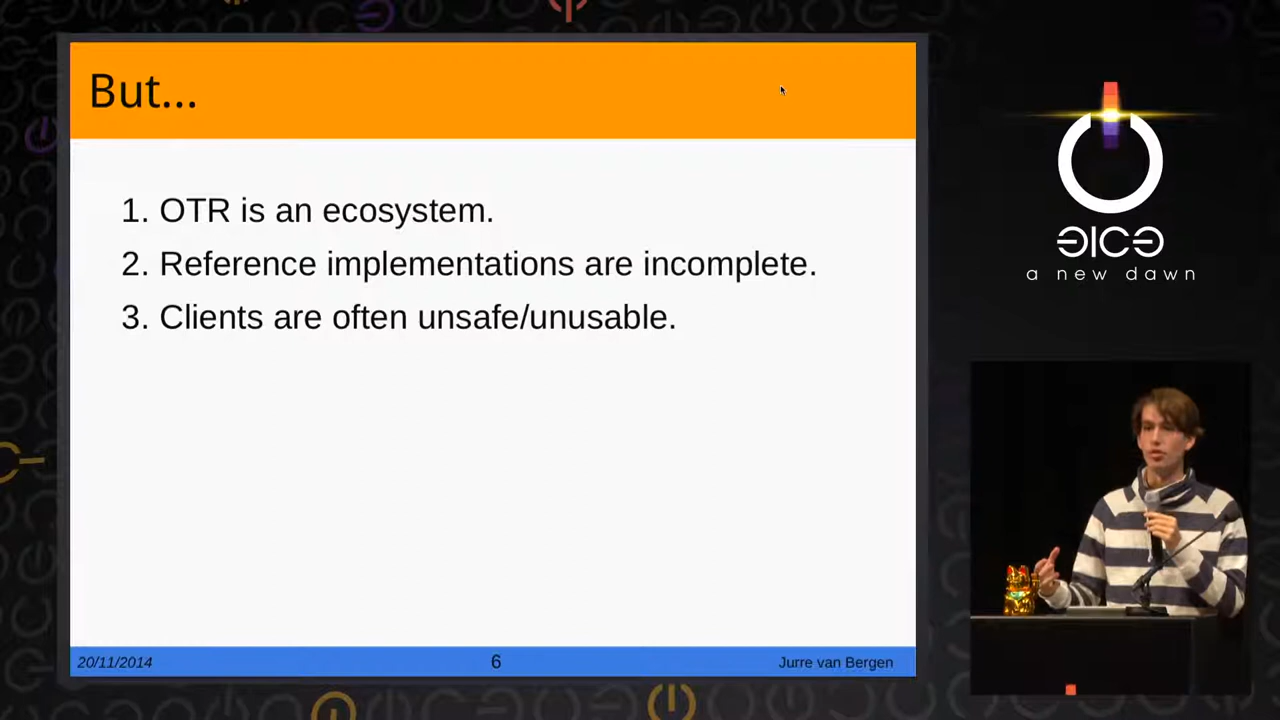 But...
1. OTR is an ecosystem.
2. Reference implementations are incomplete.
3. Clients are often unsafe/unusable.
20/11/2014
6
Jurre van Bergen
a new dawn